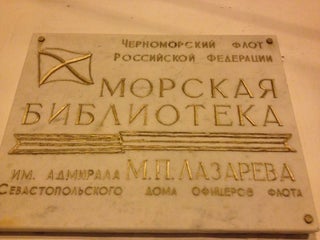 Черноморский флот
Российской Федерации
МОРСКАЯ
БИБЛИОТЕКА
им. адмирала М.П.ЛАЗАРЕВА
Севастопольского дома офицеров флота